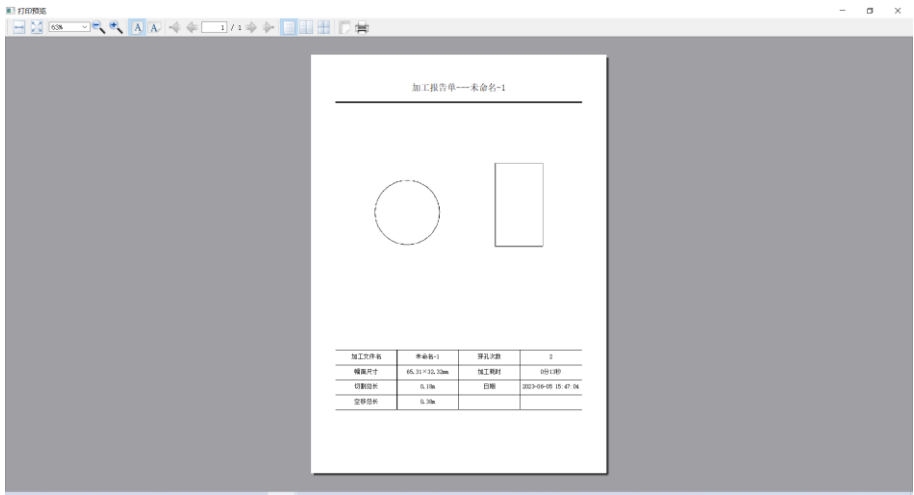 打印预览
63%
1 / 1
加工报告单---未命名-1
加工文件名 未命名-1 穿孔次数 2
幅面尺寸 65.31×32.32mm 加工耗时 0分13秒
切割总长 0.18m 日期 2023-06-05 15:47:04
空移总长 0.30m